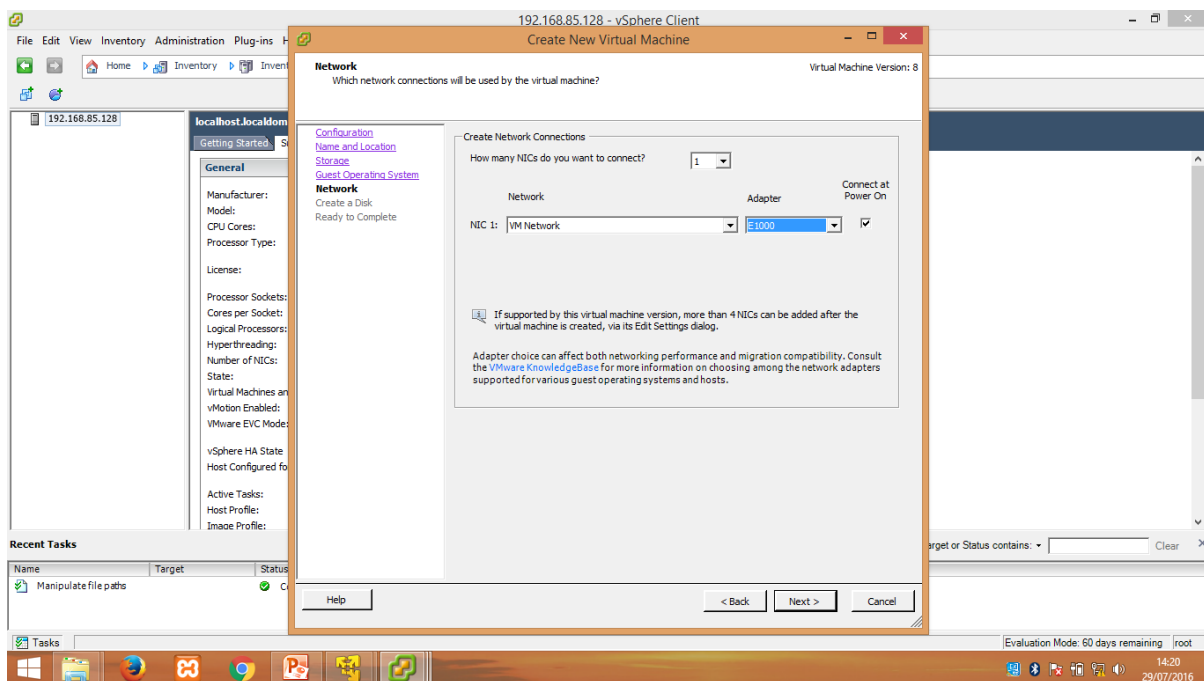 192.168.85.128 - vSphere Client
File Edit View Inventory Administration Plug-ins H
Home Inventory Invent
192.168.85.128
localhost.localdom
Getting Started Su
General
Manufacturer:
Model:
CPU Cores:
Processor Type:
License:
Processor Sockets:
Cores per Socket:
Logical Processors:
Hyperthreading:
Number of NICs:
State:
Virtual Machines an
vMotion Enabled:
VMware EVC Mode:
vSphere HA State
Host Configured fo
Active Tasks:
Host Profile:
Image Profile:
Create New Virtual Machine
Network
Which network connections will be used by the virtual machine?
Virtual Machine Version: 8
Configuration
Name and Location
Storage
Guest Operating System
Network
Create a Disk
Ready to Complete
Create Network Connections
How many NICs do you want to connect? 1
Network Adapter Connect at
Power On
NIC 1: VM Network E1000
If supported by this virtual machine version, more than 4 NICs can be added after the
virtual machine is created, via its Edit Settings dialog.
Adapter choice can affect both networking performance and migration compatibility. Consult
the VMware KnowledgeBase for more information on choosing among the network adapters
supported for various guest operating systems and hosts.
Help < Back Next > Cancel
Recent Tasks
arget or Status contains: Clear
Name Target Status
Manipulate file paths Co
Tasks
Evaluation Mode: 60 days remaining root
14:20
29/07/2016